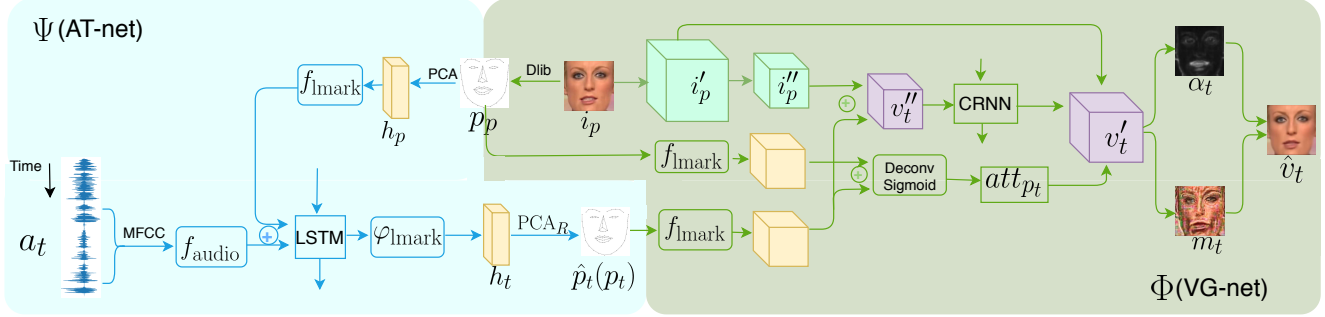 Ψ(AT-net)
f_lmark
PCA
h_p
p_p
Dlib
i_p
i'_p
i''_p
v''_t
CRNN
v'_t
α_t
v̂_t
m_t
f_lmark
Deconv
Sigmoid
att_{p_t}
Time
a_t
MFCC
f_audio
LSTM
φ_lmark
h_t
PCA_R
p̂_t(p_t)
f_lmark
Φ(VG-net)